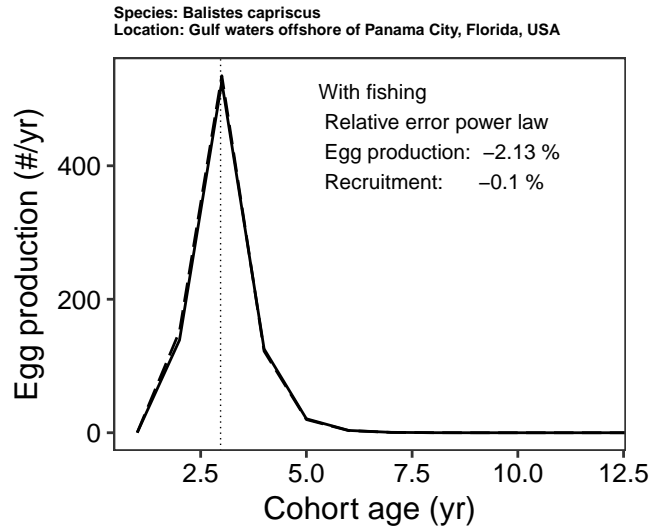 Species: Balistes capriscus
Location: Gulf waters offshore of Panama City, Florida, USA
With fishing
Relative error power law
Egg production: −2.13 %
Recruitment: −0.1 %
Egg production (#/yr)
400
200
0
2.5 5.0 7.5 10.0 12.5
Cohort age (yr)